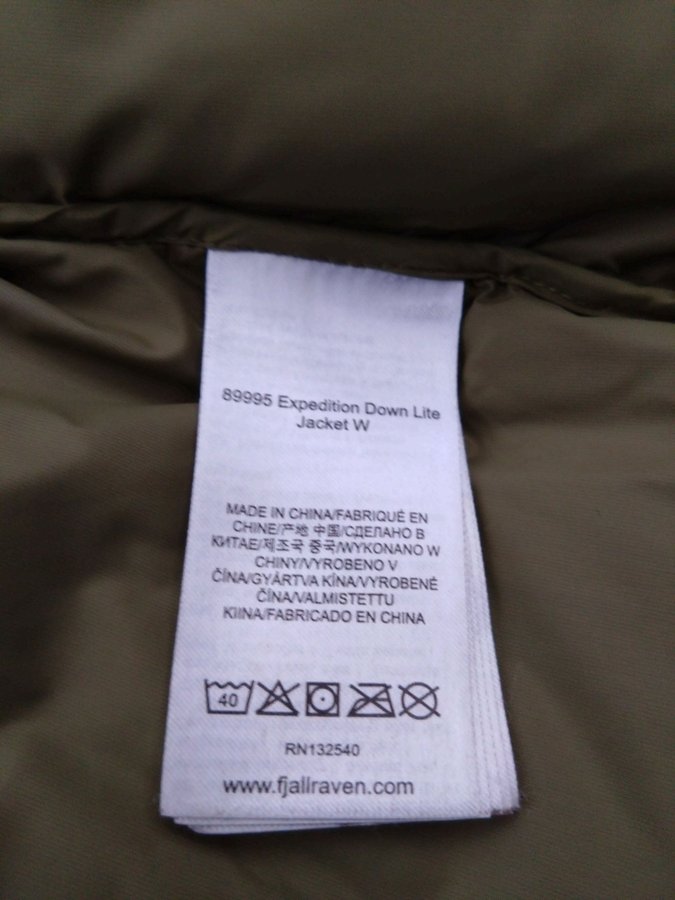 89995 Expedition Down Lite
Jacket W
MADE IN CHINA/FABRIQUÉ EN
CHINE/产地 中国/СДЕЛАНО В
КИТАЕ/제조국 중국/WYKONANO W
CHINY/VYROBENO V
ČÍNA/GYÁRTVA KÍNA/VYROBENÉ
ČÍNA/VALMISTETTU
KIINA/FABRICADO EN CHINA
40
RN132540
www.fjallraven.com